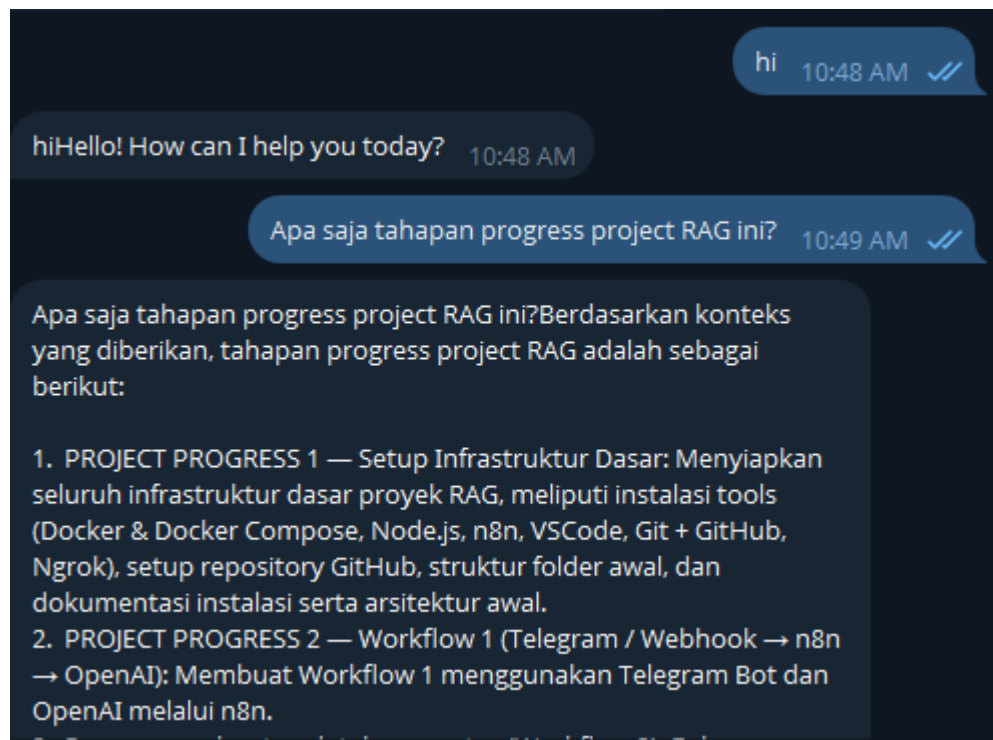 hi 10:48 AM
hiHello! How can I help you today? 10:48 AM
Apa saja tahapan progress project RAG ini? 10:49 AM
Apa saja tahapan progress project RAG ini?Berdasarkan konteks
yang diberikan, tahapan progress project RAG adalah sebagai
berikut:
1. PROJECT PROGRESS 1 — Setup Infrastruktur Dasar: Menyiapkan
seluruh infrastruktur dasar proyek RAG, meliputi instalasi tools
(Docker & Docker Compose, Node.js, n8n, VSCode, Git + GitHub,
Ngrok), setup repository GitHub, struktur folder awal, dan
dokumentasi instalasi serta arsitektur awal.
2. PROJECT PROGRESS 2 — Workflow 1 (Telegram / Webhook → n8n
→ OpenAI): Membuat Workflow 1 menggunakan Telegram Bot dan
OpenAI melalui n8n.